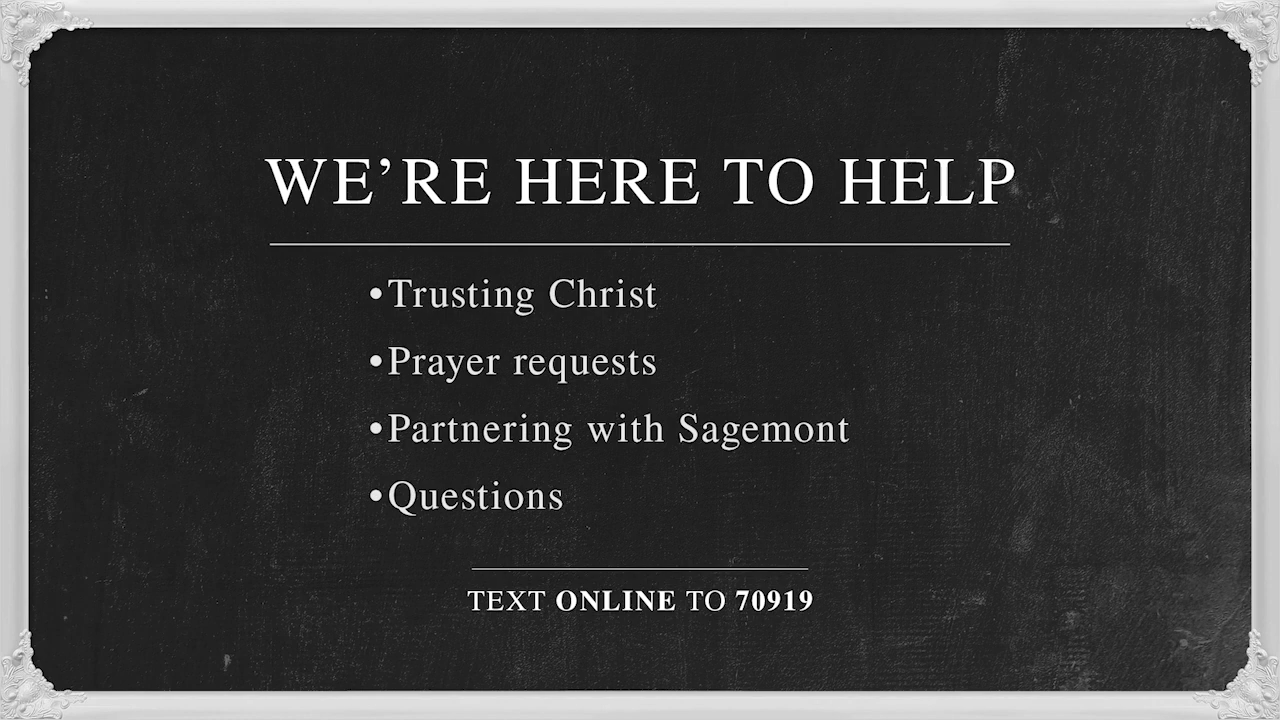 WE’RE HERE TO HELP
•Trusting Christ
•Prayer requests
•Partnering with Sagemont
•Questions
TEXT ONLINE TO 70919